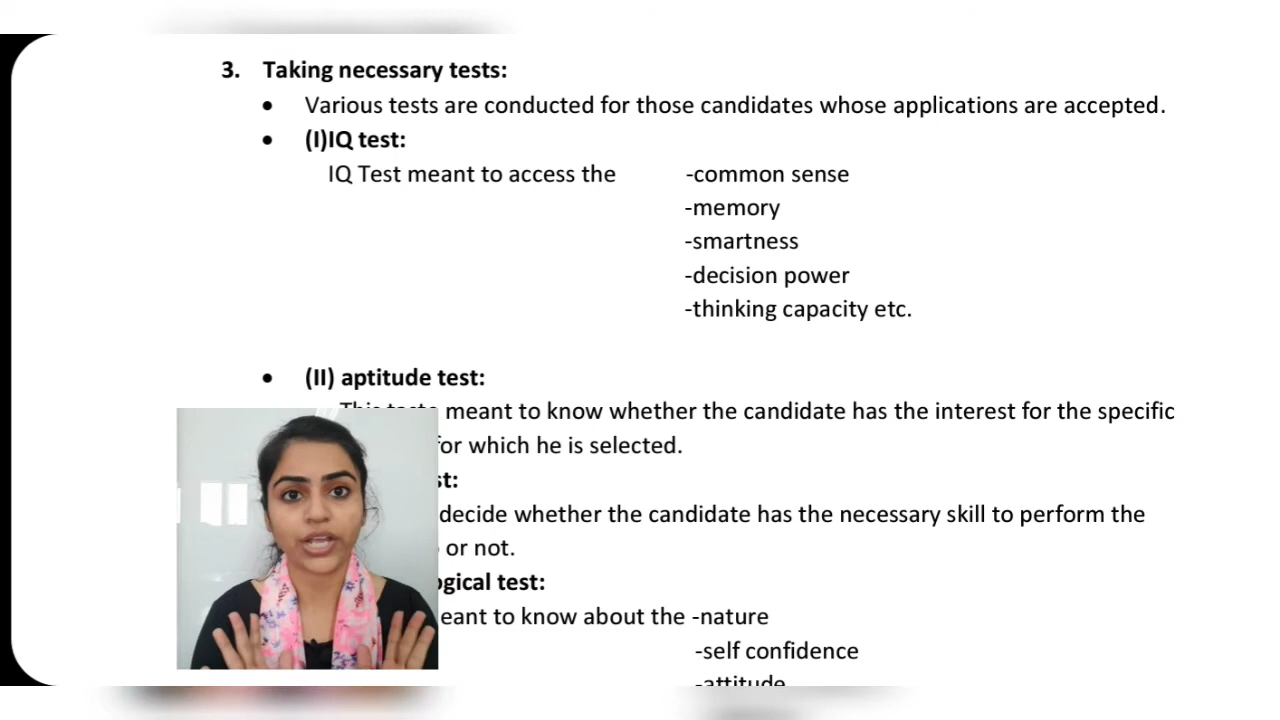 3. Taking necessary tests:
• Various tests are conducted for those candidates whose applications are accepted.
• (I)IQ test:
IQ Test meant to access the -common sense
-memory
-smartness
-decision power
-thinking capacity etc.
• (II) aptitude test:
meant to know whether the candidate has the interest for the specific
for which he is selected.
decide whether the candidate has the necessary skill to perform the
or not.
meant to know about the -nature
-self confidence
-attitude